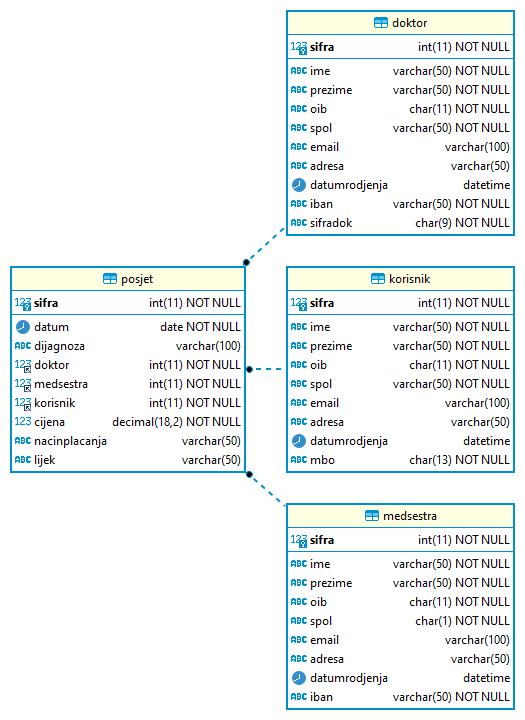 doktor
sifra int(11) NOT NULL
ime varchar(50) NOT NULL
prezime varchar(50) NOT NULL
oib char(11) NOT NULL
spol varchar(50) NOT NULL
email varchar(100)
adresa varchar(50)
datumrodjenja datetime
iban varchar(50) NOT NULL
sifradok char(9) NOT NULL
posjet
sifra int(11) NOT NULL
datum date NOT NULL
dijagnoza varchar(100)
doktor int(11) NOT NULL
medsestra int(11) NOT NULL
korisnik int(11) NOT NULL
cijena decimal(18,2) NOT NULL
nacinplacanja varchar(50)
lijek varchar(50)
korisnik
sifra int(11) NOT NULL
ime varchar(50) NOT NULL
prezime varchar(50) NOT NULL
oib char(11) NOT NULL
spol varchar(50) NOT NULL
email varchar(100)
adresa varchar(50)
datumrodjenja datetime
mbo char(13) NOT NULL
medsestra
sifra int(11) NOT NULL
ime varchar(50) NOT NULL
prezime varchar(50) NOT NULL
oib char(11) NOT NULL
spol char(1) NOT NULL
email varchar(100)
adresa varchar(50)
datumrodjenja datetime
iban varchar(50) NOT NULL